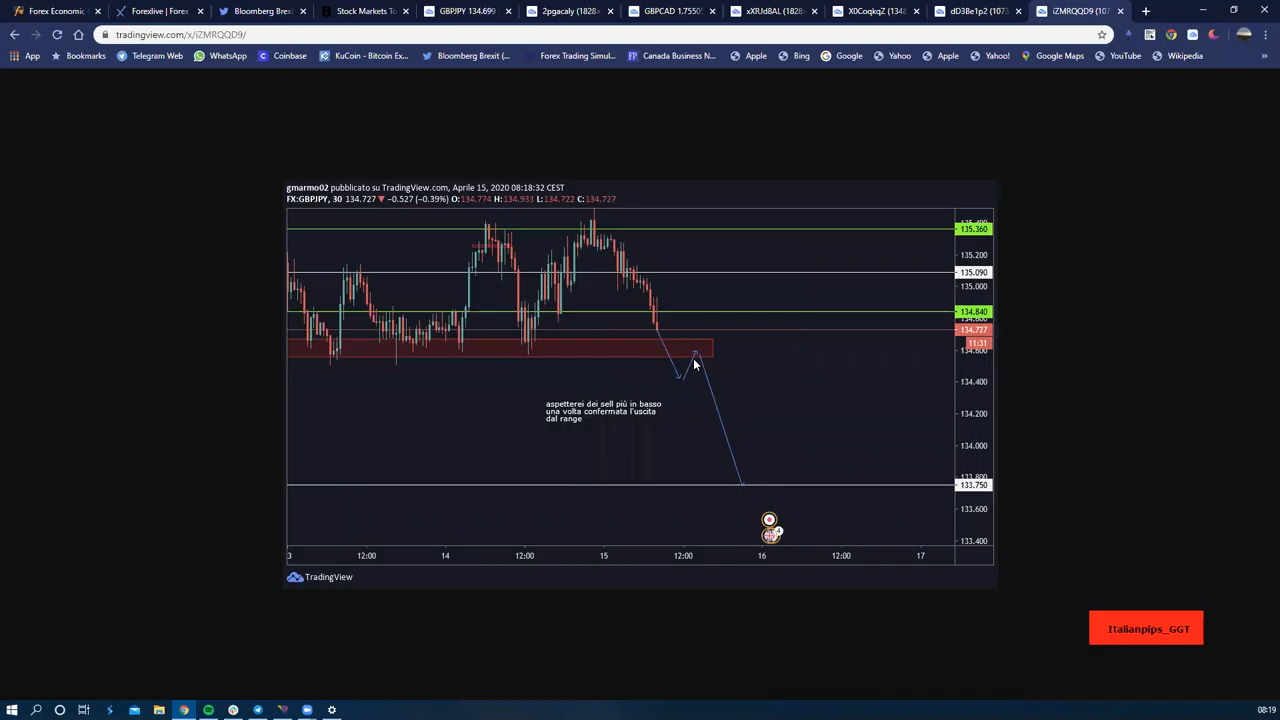 Forex Economic
Forexlive | Forex
Bloomberg Brex
Stock Markets To
GBPJPY 134.699
2pgacaly (1828×
GBPCAD 1.7550
xXRJd8AL (1828
X0CoqkqZ (1348
dD3Be1p2 (1073
iZMRQQD9 (107
tradingview.com/x/iZMRQQD9/
App
Bookmarks
Telegram Web
WhatsApp
Coinbase
KuCoin - Bitcoin Ex...
Bloomberg Brexit (...
Forex Trading Simul...
Canada Business N...
Apple
Bing
Google
Yahoo
Apple
Yahoo!
Google Maps
YouTube
Wikipedia
gmarmo02 pubblicato su TradingView.com, Aprile 15, 2020 08:18:32 CEST
FX:GBPJPY, 30 134.727 ▼ −0.527 (−0.39%) O:134.774 H:134.933 L:134.722 C:134.727
135.360
135.200
135.090
135.000
134.840
134.727
11:31
134.600
134.400
134.200
134.000
133.750
133.600
133.400
aspetterei dei sell più in basso
una volta confermata l'uscita
dal range
4
3 12:00 14 12:00 15 12:00 16 12:00 17
TradingView
Italianpips_GGT
08:19